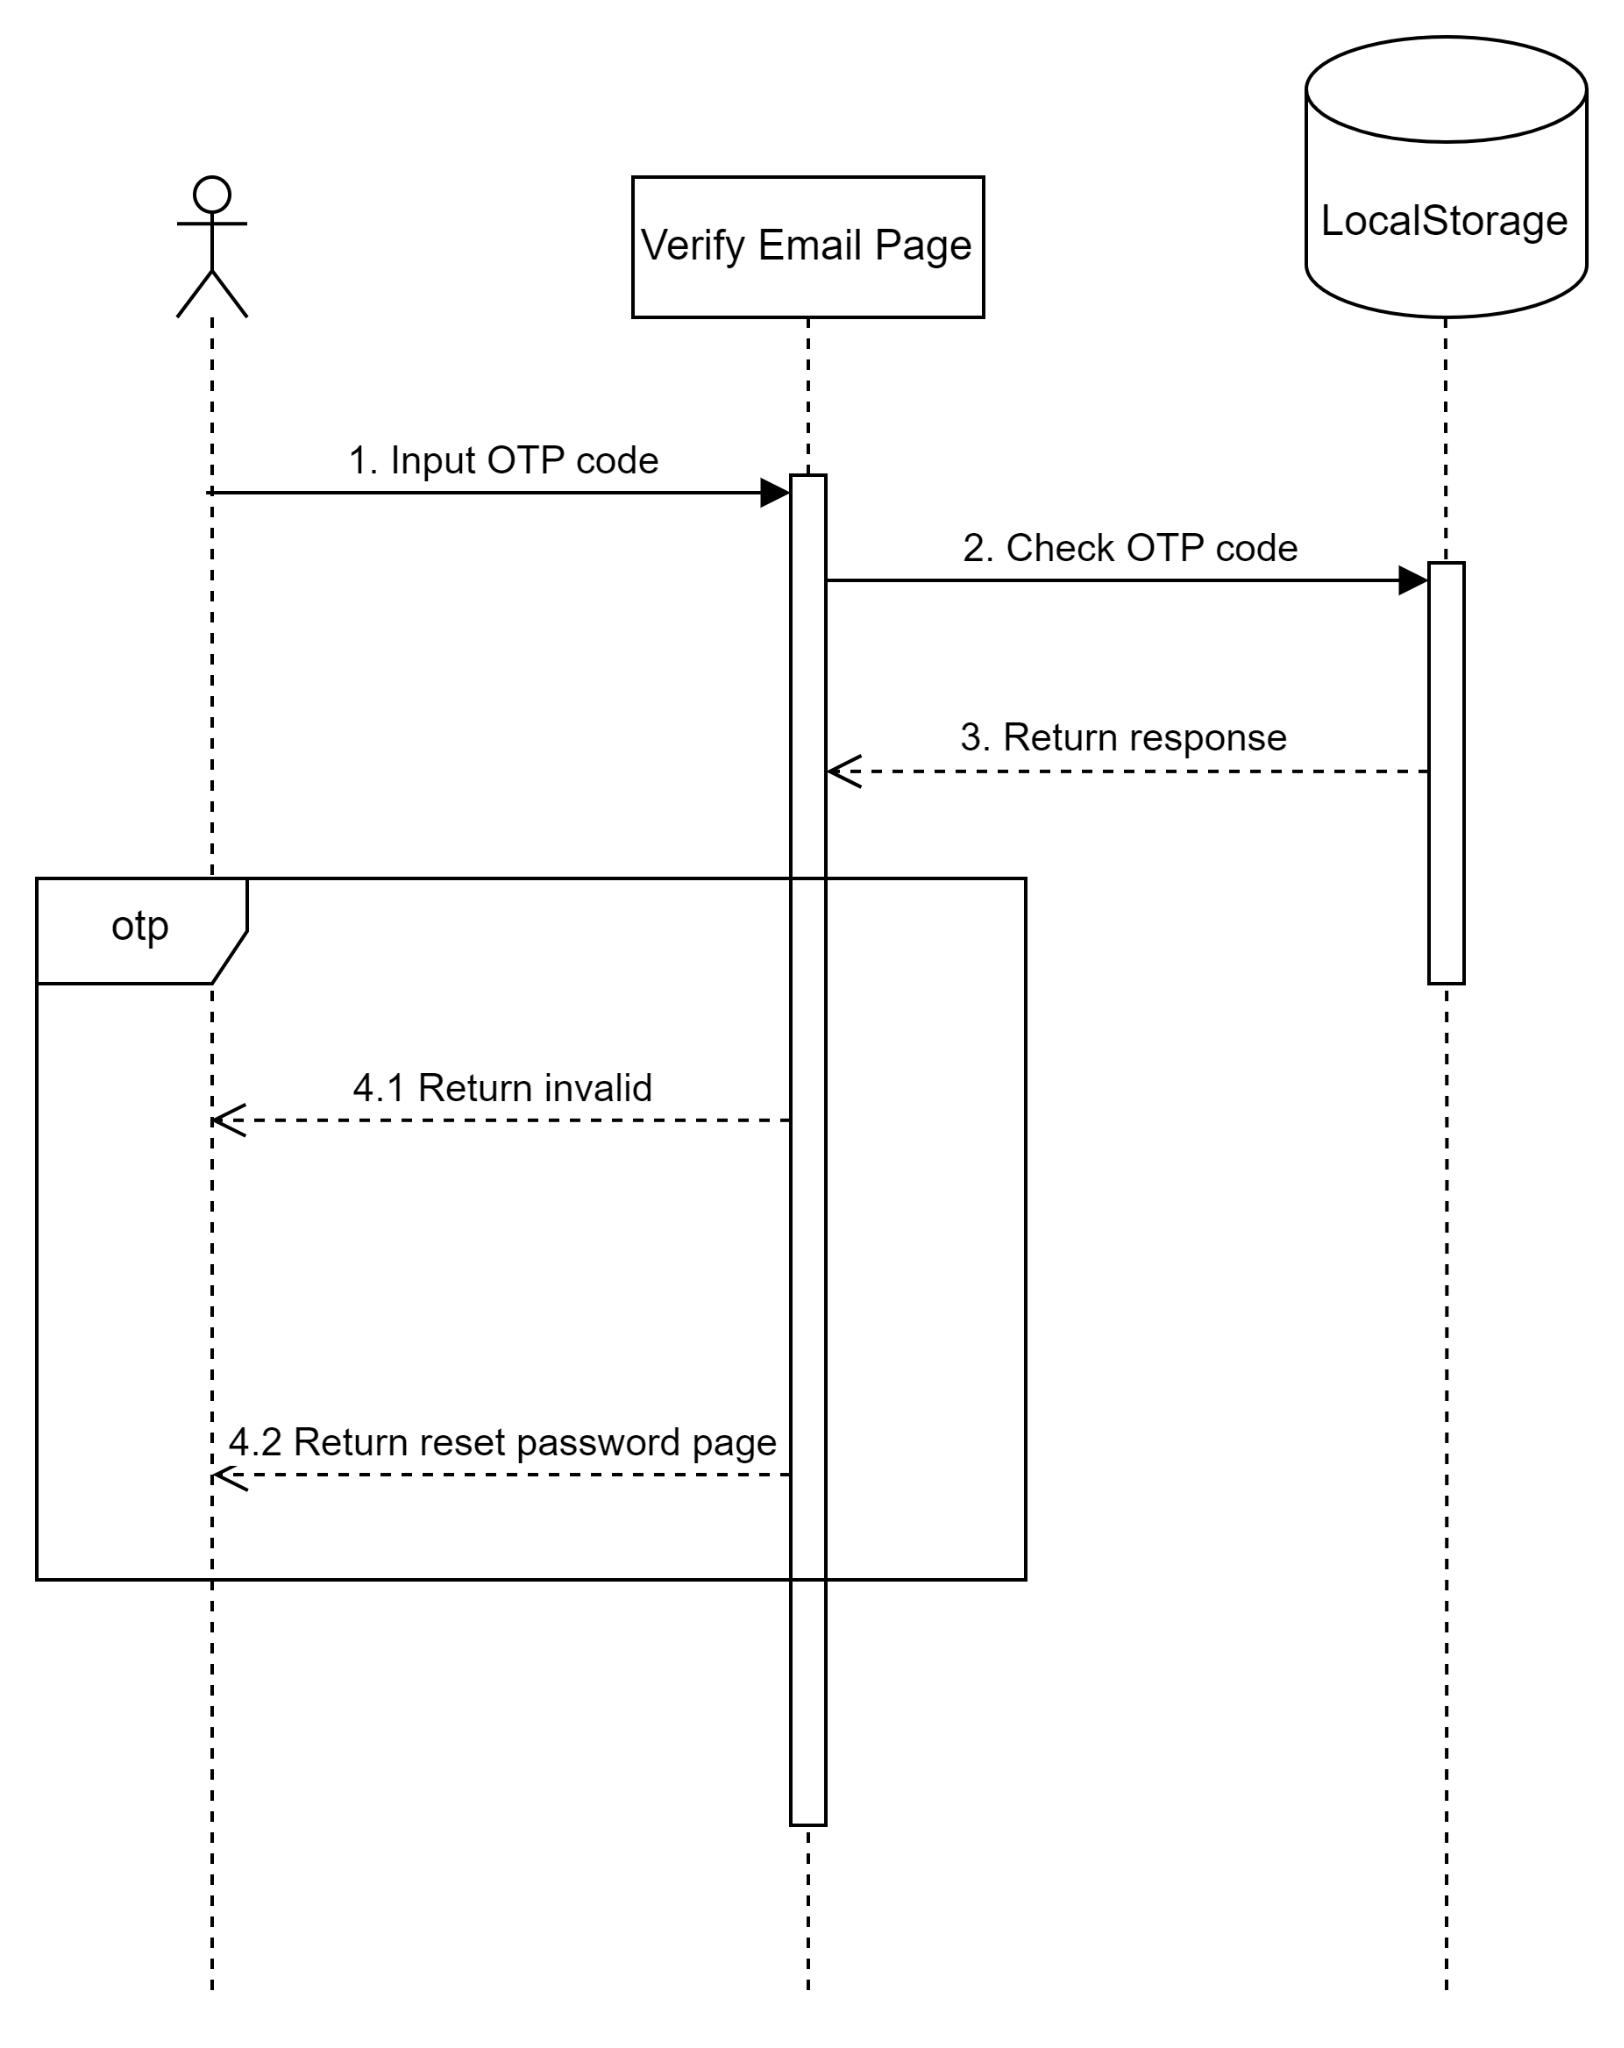 LocalStorage
Verify Email Page
1. Input OTP code
2. Check OTP code
3. Return response
otp
4.1 Return invalid
4.2 Return reset password page